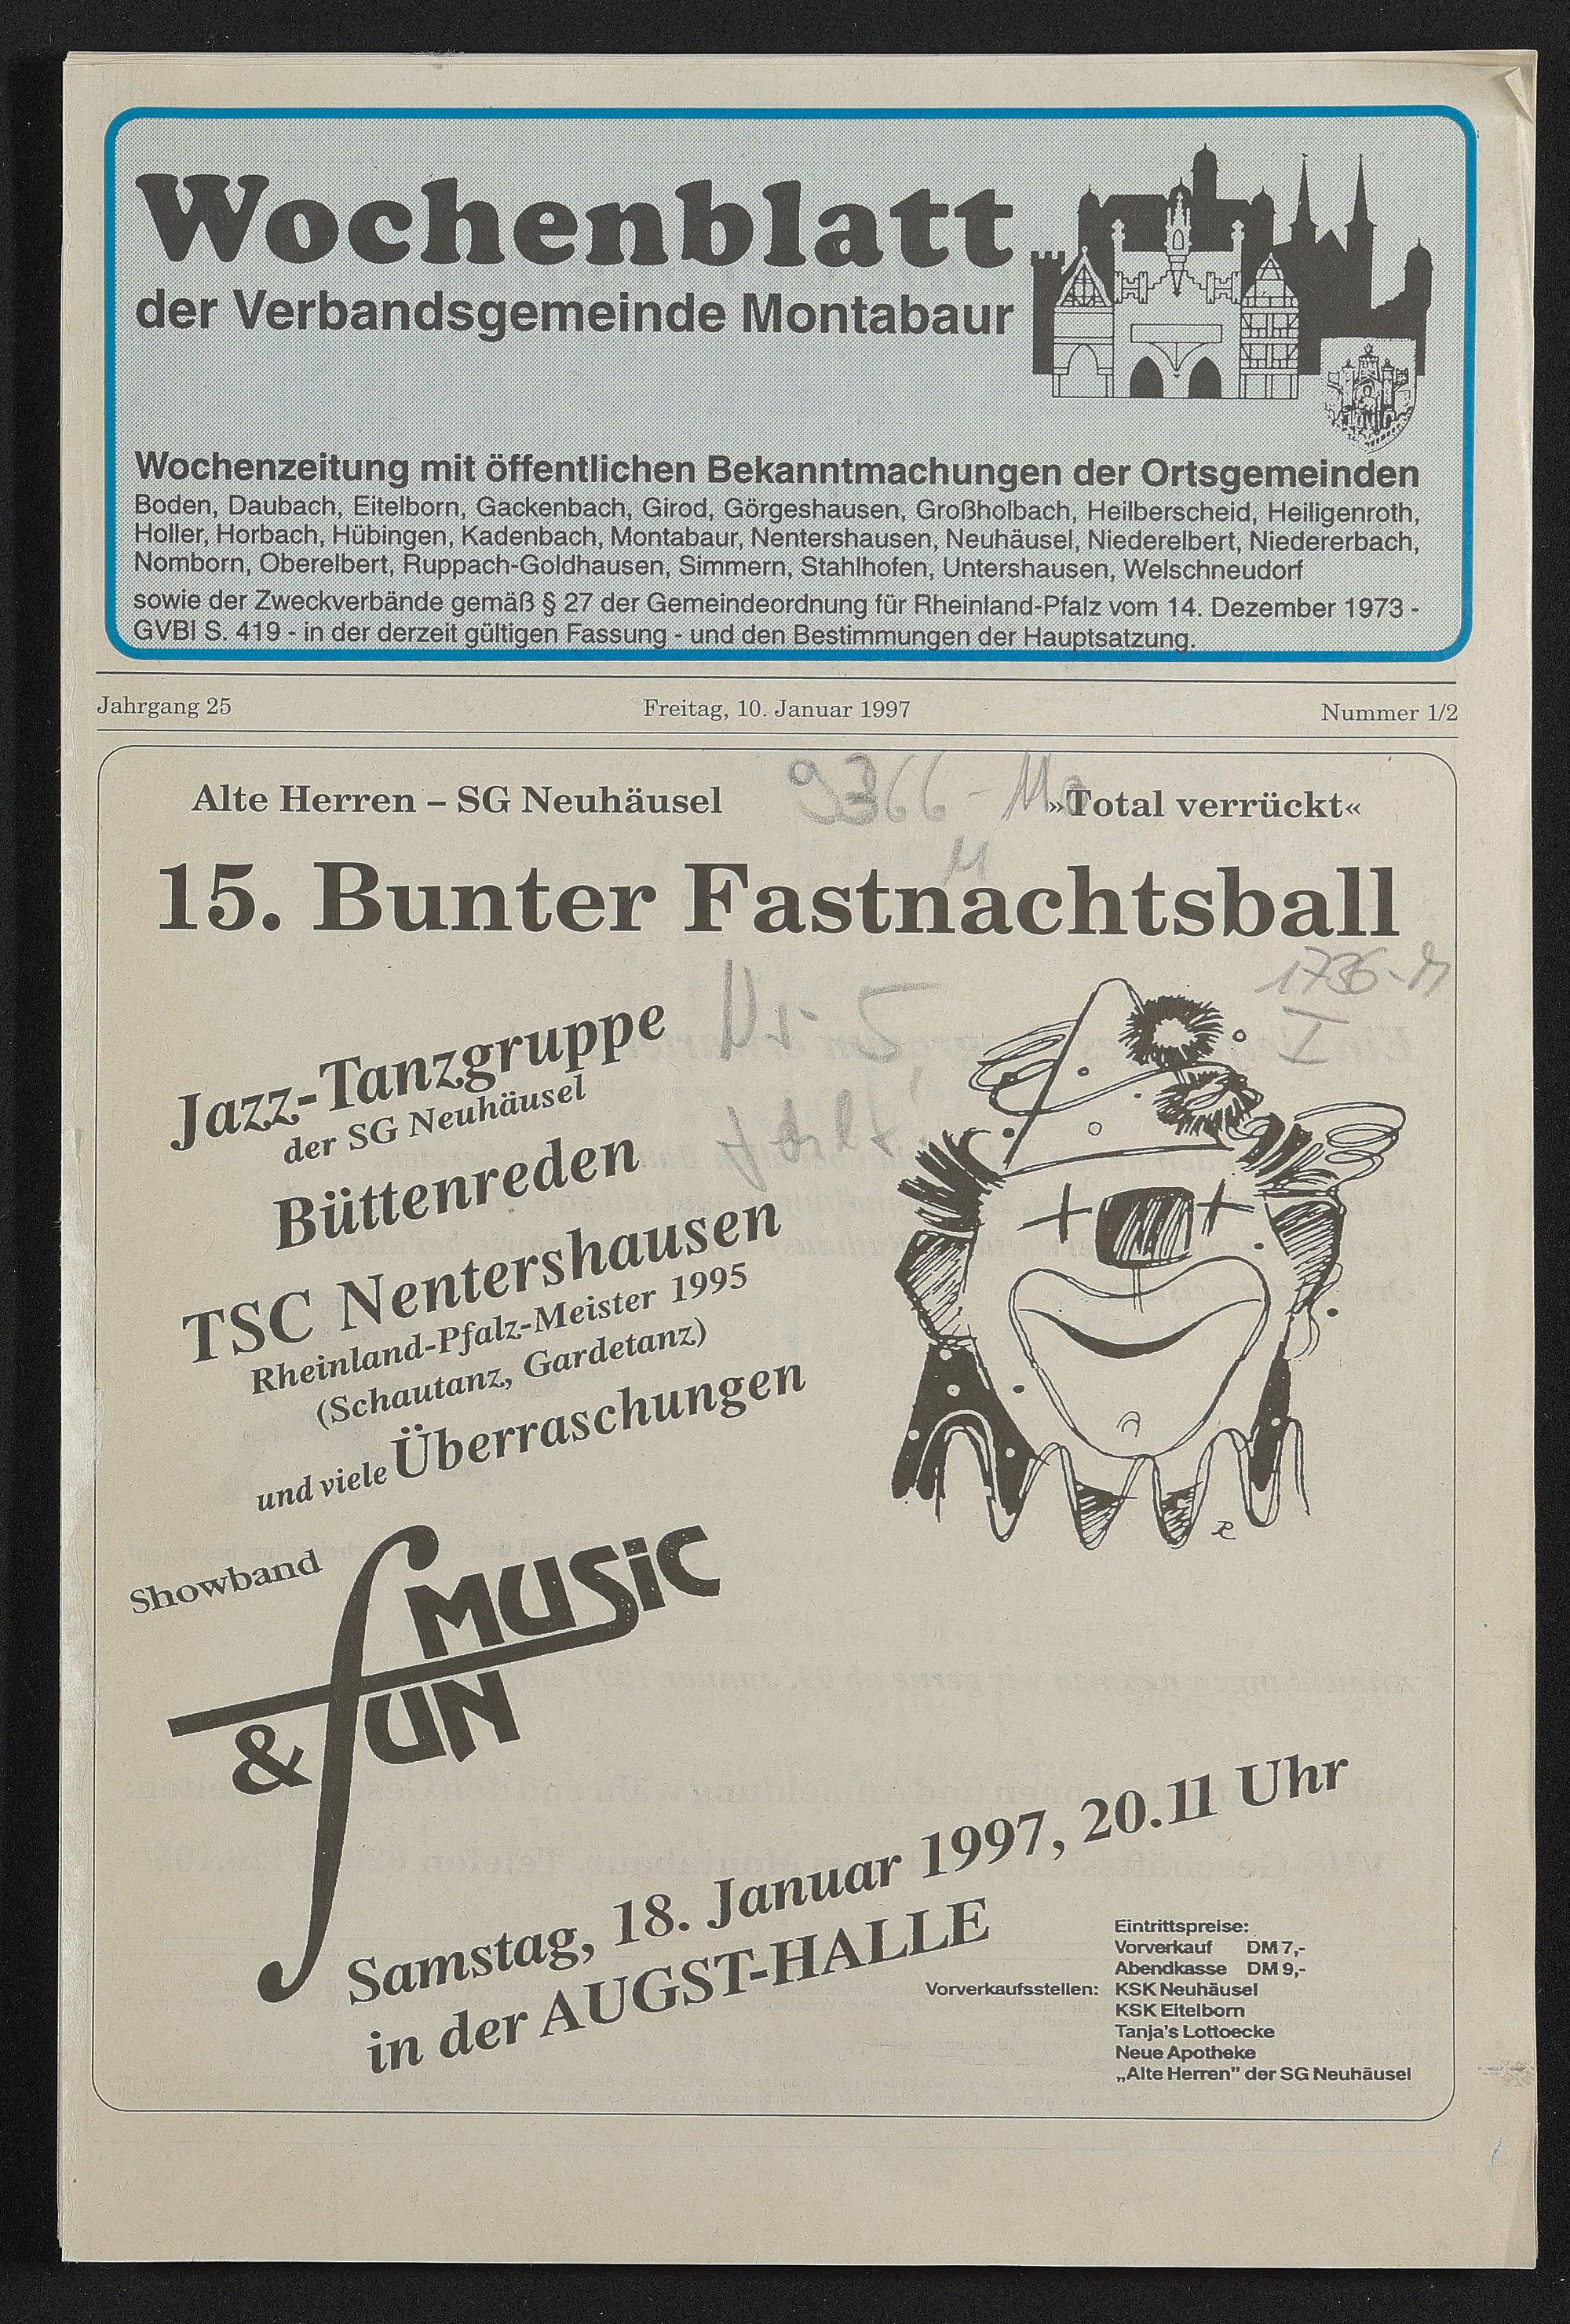 Wochenblatt
der Verbandsgemeinde Montabaur
Wochenzeitung mit öffentlichen Bekanntmachungen der Ortsgemeinden
Boden, Daubach, Eitelborn, Gackenbach, Girod, Görgeshausen, Großholbach, Heilberscheid, Heiligenroth,
Holler, Horbach, Hübingen, Kadenbach, Montabaur, Nentershausen, Neuhäusel, Niederelbert, Niedererbach,
Nomborn, Oberelbert, Ruppach-Goldhausen, Simmern, Stahlhofen, Untershausen, Welschneudorf
sowie der Zweckverbände gemäß § 27 der Gemeindeordnung für Rheinland-Pfalz vom 14. Dezember 1973 -
GVBl S. 419 - in der derzeit gültigen Fassung - und den Bestimmungen der Hauptsatzung.
Jahrgang 25 Freitag, 10. Januar 1997 Nummer 1/2
9366-Ma
Alte Herren – SG Neuhäusel »Total verrückt«
15. Bunter Fastnachtsball
1736-M
I
Nr. 5
fehlt!
Jazz-Tanzgruppe
der SG Neuhäusel
Büttenreden
TSC Nentershausen
Rheinland-Pfalz-Meister 1995
(Schautanz, Gardetanz)
und viele Überraschungen
Showband
MUSiC
& fUN
Samstag, 18. Januar 1997, 20.11 Uhr
in der AUGST-HALLE
Eintrittspreise:
Vorverkauf DM 7,-
Abendkasse DM 9,-
Vorverkaufsstellen: KSK Neuhäusel
KSK Eitelborn
Tanja's Lottoecke
Neue Apotheke
„Alte Herren" der SG Neuhäusel